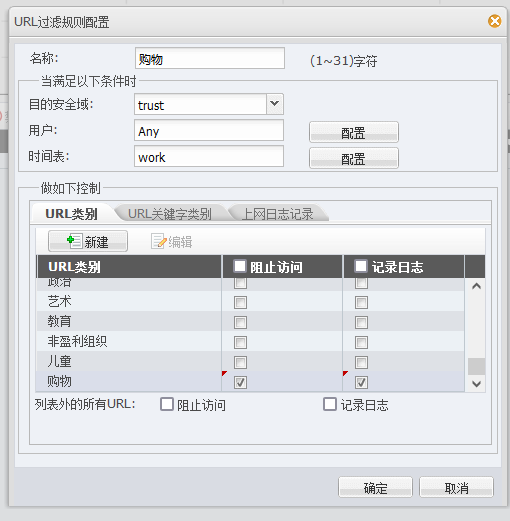 URL过滤规则配置
名称: 购物 (1~31)字符
当满足以下条件时
目的安全域: trust
用户: Any 配置
时间表: work 配置
做如下控制
URL类别 URL关键字类别 上网日志记录
新建 编辑
URL类别 阻止访问 记录日志
政治
艺术
教育
非盈利组织
儿童
购物
列表外的所有URL: 阻止访问 记录日志
确定 取消